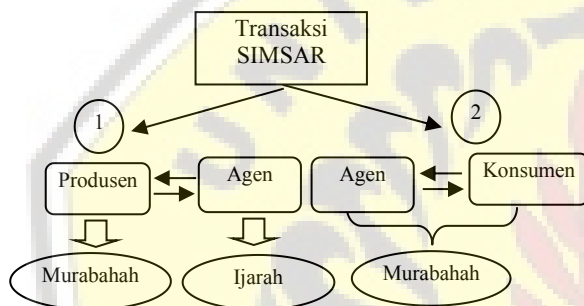 Transaksi
SIMSAR
1
2
Produsen
Agen
Agen
Konsumen
Murabahah
Ijarah
Murabahah